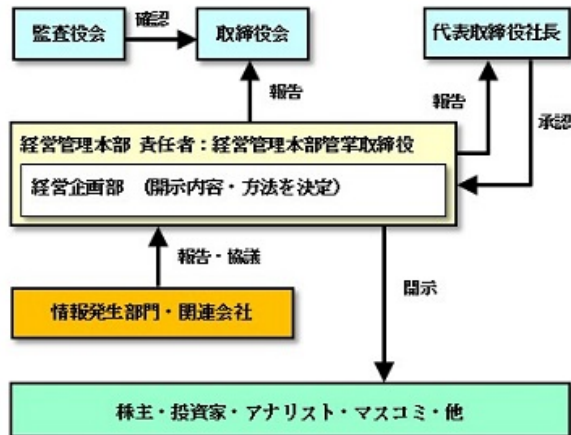 監査役会
確認
取締役会
代表取締役社長
報告
報告
承認
経営管理本部 責任者：経営管理本部管掌取締役
経営企画部 （開示内容・方法を決定）
報告・協議
開示
情報発生部門・関連会社
株主・投資家・アナリスト・マスコミ・他